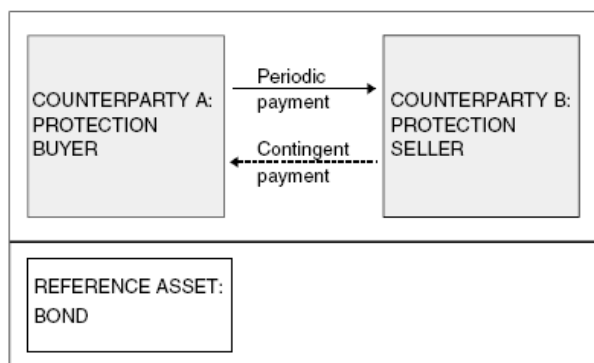 COUNTERPARTY A:
PROTECTION
BUYER
Periodic
payment
Contingent
payment
COUNTERPARTY B:
PROTECTION
SELLER
REFERENCE ASSET:
BOND